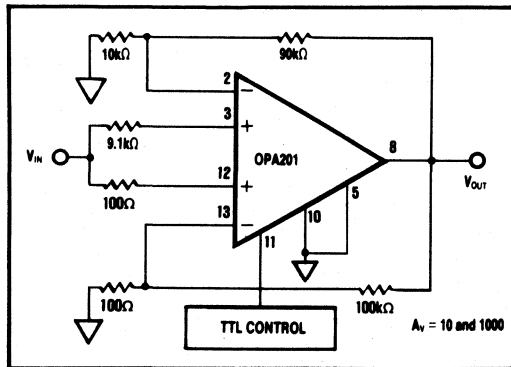 10kΩ
90kΩ
2
−
3
+
9.1kΩ
OPA201
8
V_IN
V_OUT
12
+
100Ω
13
−
10
5
11
100Ω
100kΩ
TTL CONTROL
A_V = 10 and 1000